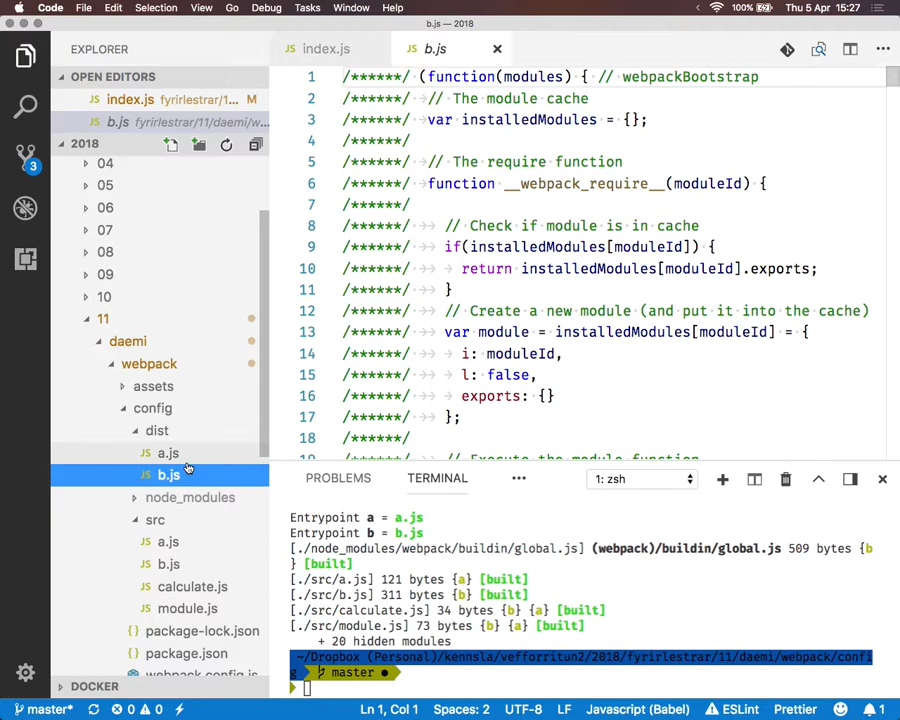 Code File Edit Selection View Go Debug Tasks Window Help 100% Thu 5 Apr 15:27
b.js — 2018
EXPLORER
JS index.js
JS b.js
OPEN EDITORS
JS index.js fyrirlestrar/1... M
JS b.js fyrirlestrar/11/daemi/w...
2018
04
05
06
07
08
09
10
11
daemi
webpack
assets
config
dist
JS a.js
JS b.js
node_modules
src
JS a.js
JS b.js
JS calculate.js
JS module.js
{} package-lock.json
{} package.json
webpack.config.js
DOCKER
3
1 /******/ (function(modules) { // webpackBootstrap
2 /******/ // The module cache
3 /******/ var installedModules = {};
4 /******/
5 /******/ // The require function
6 /******/ function __webpack_require__(moduleId) {
7 /******/
8 /******/ // Check if module is in cache
9 /******/ if(installedModules[moduleId]) {
10 /******/ return installedModules[moduleId].exports;
11 /******/ }
12 /******/ // Create a new module (and put it into the cache)
13 /******/ var module = installedModules[moduleId] = {
14 /******/ i: moduleId,
15 /******/ l: false,
16 /******/ exports: {}
17 /******/ };
18 /******/
19 /******/ // Execute the module function
PROBLEMS TERMINAL ••• 1: zsh
Entrypoint a = a.js
Entrypoint b = b.js
[./node_modules/webpack/buildin/global.js] (webpack)/buildin/global.js 509 bytes {b
} [built]
[./src/a.js] 121 bytes {a} [built]
[./src/b.js] 311 bytes {b} [built]
[./src/calculate.js] 34 bytes {b} {a} [built]
[./src/module.js] 73 bytes {b} {a} [built]
+ 20 hidden modules
~/Dropbox (Personal)/kennsla/vefforritun2/2018/fyrirlestrar/11/daemi/webpack/confi
g master ●
master* 0 0 Ln 1, Col 1 Spaces: 2 UTF-8 LF Javascript (Babel) ESLint Prettier 1